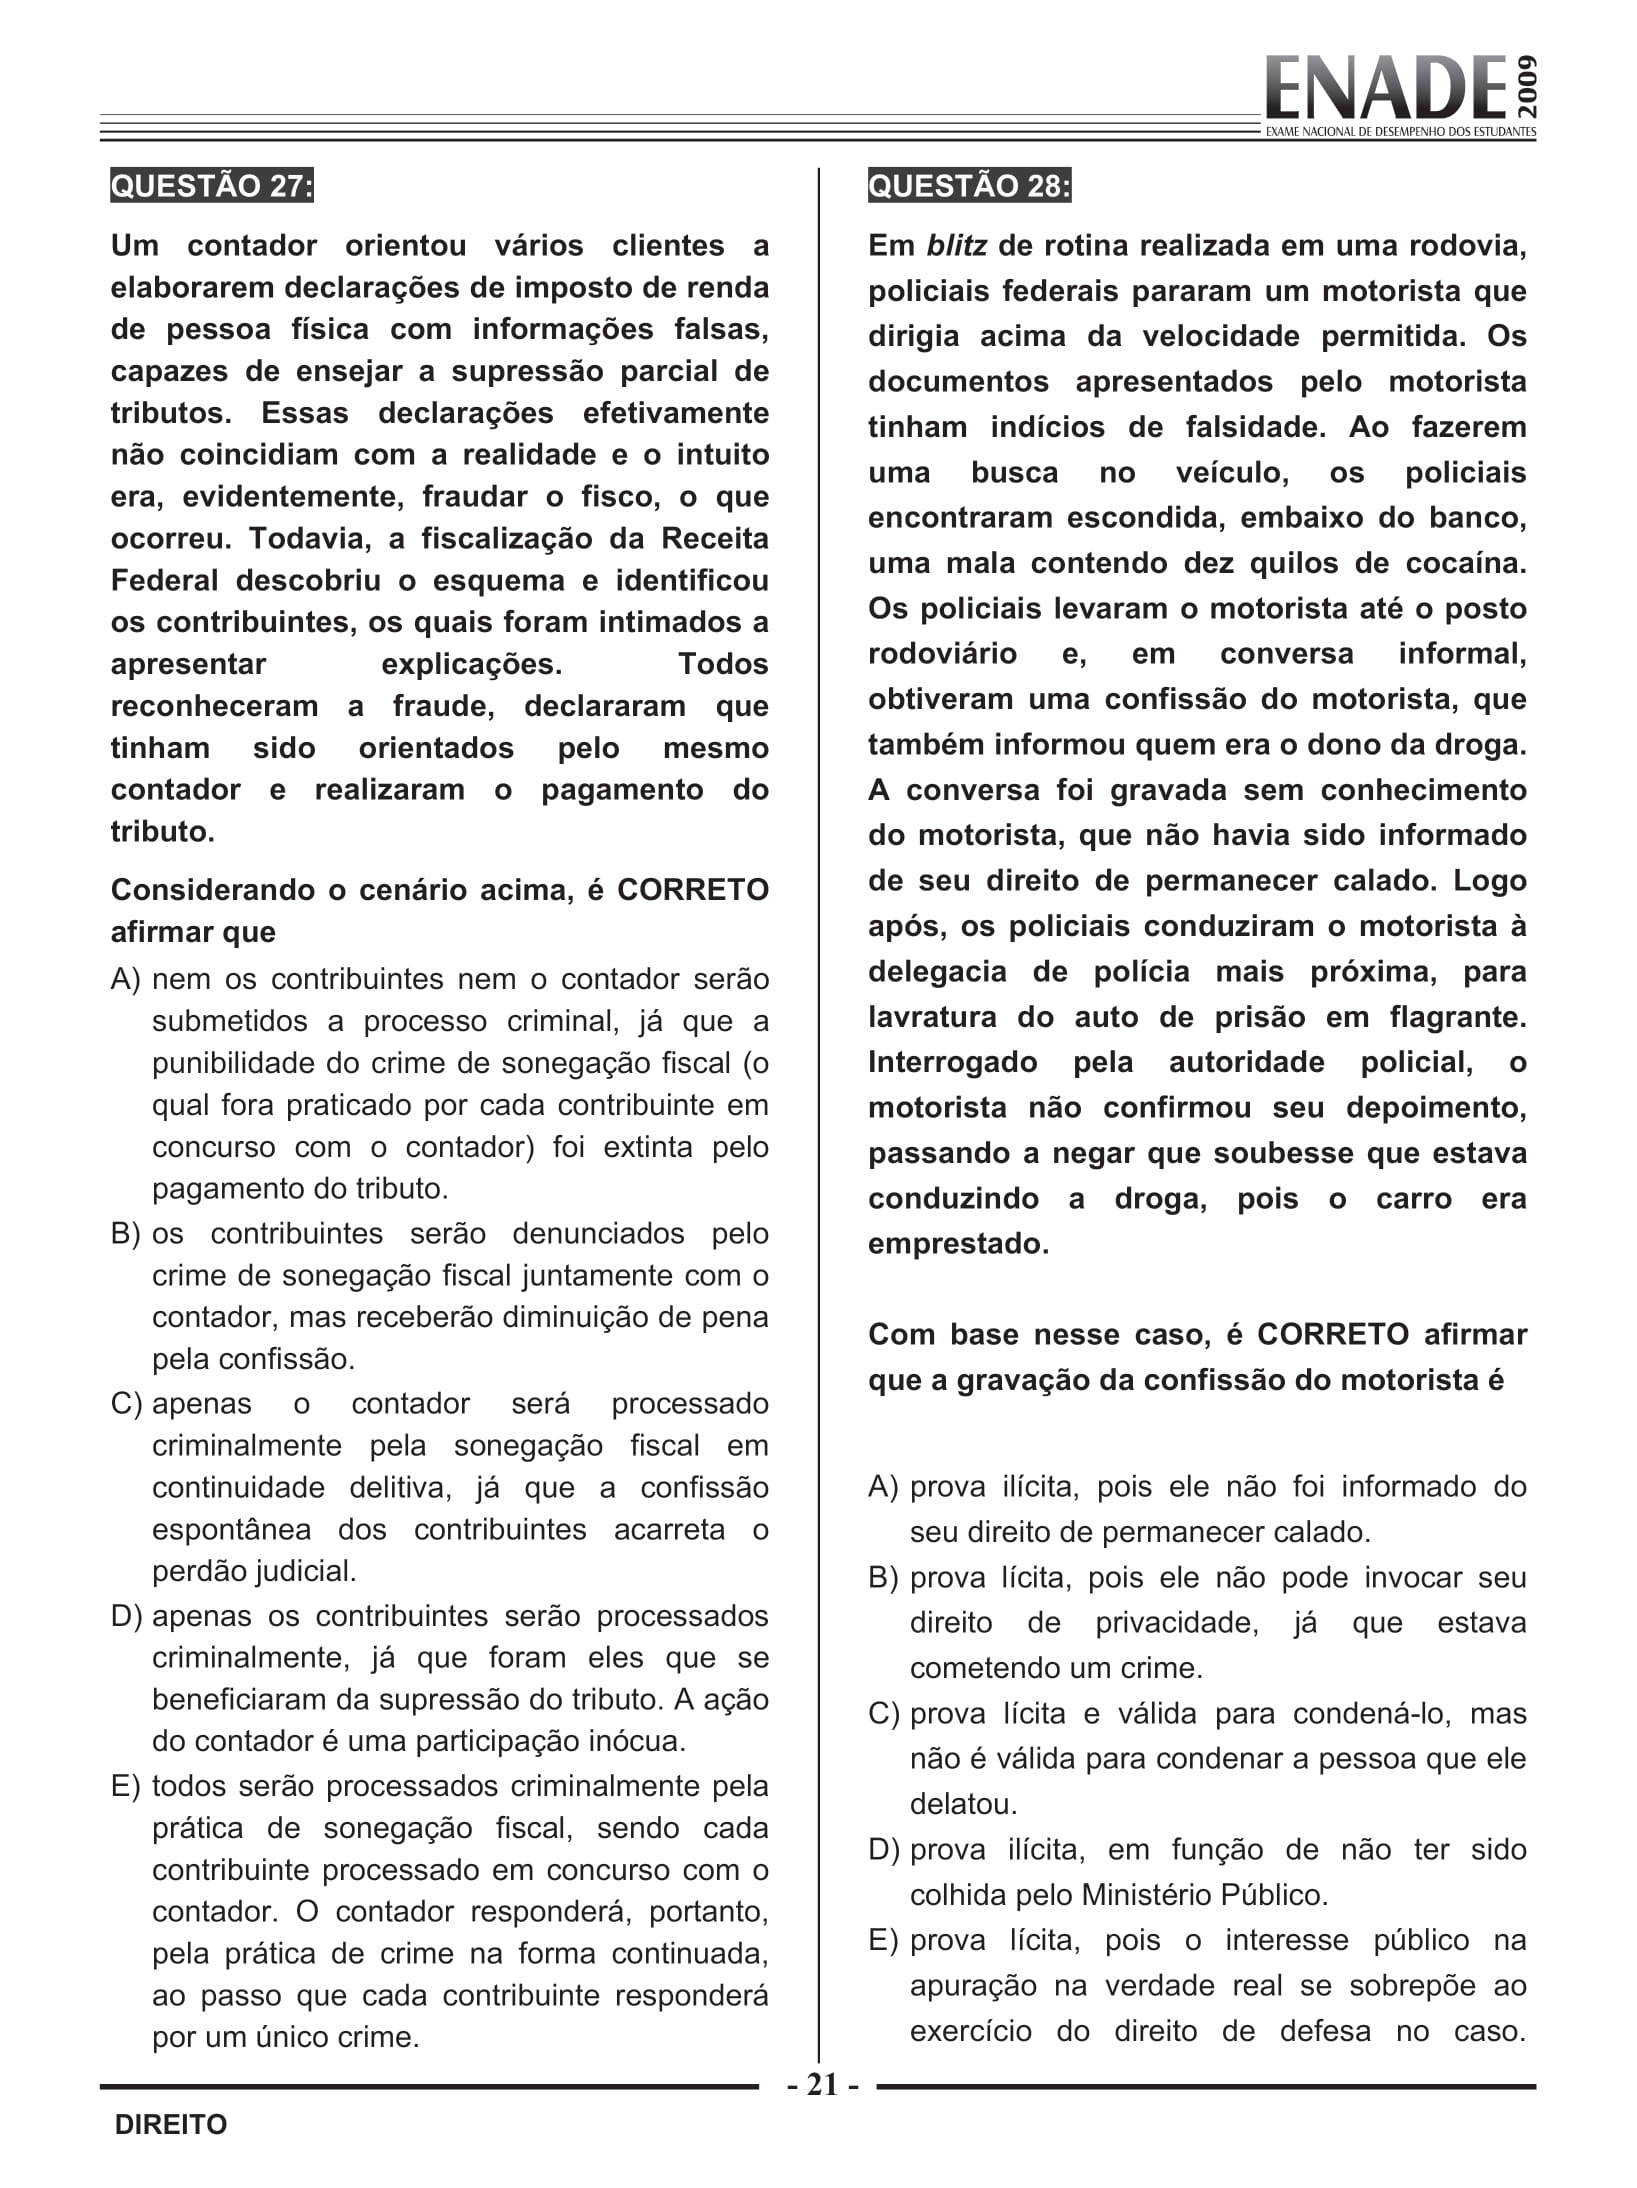 ENADE 2009
EXAME NACIONAL DE DESEMPENHO DOS ESTUDANTES
QUESTÃO 27:
Um contador orientou vários clientes a
elaborarem declarações de imposto de renda
de pessoa física com informações falsas,
capazes de ensejar a supressão parcial de
tributos. Essas declarações efetivamente
não coincidiam com a realidade e o intuito
era, evidentemente, fraudar o fisco, o que
ocorreu. Todavia, a fiscalização da Receita
Federal descobriu o esquema e identificou
os contribuintes, os quais foram intimados a
apresentar explicações. Todos
reconheceram a fraude, declararam que
tinham sido orientados pelo mesmo
contador e realizaram o pagamento do
tributo.
Considerando o cenário acima, é CORRETO
afirmar que
A) nem os contribuintes nem o contador serão
submetidos a processo criminal, já que a
punibilidade do crime de sonegação fiscal (o
qual fora praticado por cada contribuinte em
concurso com o contador) foi extinta pelo
pagamento do tributo.
B) os contribuintes serão denunciados pelo
crime de sonegação fiscal juntamente com o
contador, mas receberão diminuição de pena
pela confissão.
C) apenas o contador será processado
criminalmente pela sonegação fiscal em
continuidade delitiva, já que a confissão
espontânea dos contribuintes acarreta o
perdão judicial.
D) apenas os contribuintes serão processados
criminalmente, já que foram eles que se
beneficiaram da supressão do tributo. A ação
do contador é uma participação inócua.
E) todos serão processados criminalmente pela
prática de sonegação fiscal, sendo cada
contribuinte processado em concurso com o
contador. O contador responderá, portanto,
pela prática de crime na forma continuada,
ao passo que cada contribuinte responderá
por um único crime.
QUESTÃO 28:
Em blitz de rotina realizada em uma rodovia,
policiais federais pararam um motorista que
dirigia acima da velocidade permitida. Os
documentos apresentados pelo motorista
tinham indícios de falsidade. Ao fazerem
uma busca no veículo, os policiais
encontraram escondida, embaixo do banco,
uma mala contendo dez quilos de cocaína.
Os policiais levaram o motorista até o posto
rodoviário e, em conversa informal,
obtiveram uma confissão do motorista, que
também informou quem era o dono da droga.
A conversa foi gravada sem conhecimento
do motorista, que não havia sido informado
de seu direito de permanecer calado. Logo
após, os policiais conduziram o motorista à
delegacia de polícia mais próxima, para
lavratura do auto de prisão em flagrante.
Interrogado pela autoridade policial, o
motorista não confirmou seu depoimento,
passando a negar que soubesse que estava
conduzindo a droga, pois o carro era
emprestado.
Com base nesse caso, é CORRETO afirmar
que a gravação da confissão do motorista é
A) prova ilícita, pois ele não foi informado do
seu direito de permanecer calado.
B) prova lícita, pois ele não pode invocar seu
direito de privacidade, já que estava
cometendo um crime.
C) prova lícita e válida para condená-lo, mas
não é válida para condenar a pessoa que ele
delatou.
D) prova ilícita, em função de não ter sido
colhida pelo Ministério Público.
E) prova lícita, pois o interesse público na
apuração na verdade real se sobrepõe ao
exercício do direito de defesa no caso.
- 21 -
DIREITO